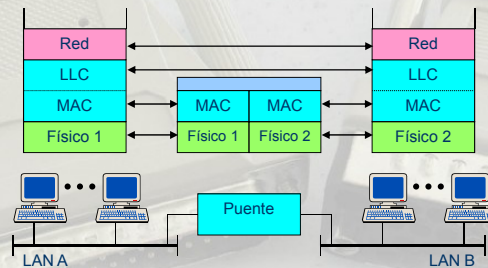 Red
Red
LLC
LLC
MAC
MAC
MAC
MAC
Físico 1
Físico 1
Físico 2
Físico 2
Puente
LAN A
LAN B